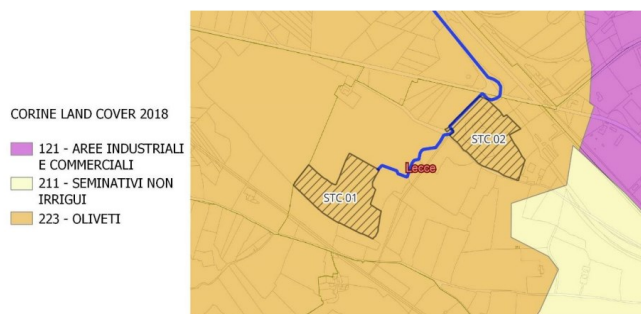 CORINE LAND COVER 2018
121 - AREE INDUSTRIALI
E COMMERCIALI
211 - SEMINATIVI NON
IRRIGUI
223 - OLIVETI
STC 02
Lecce
STC 01